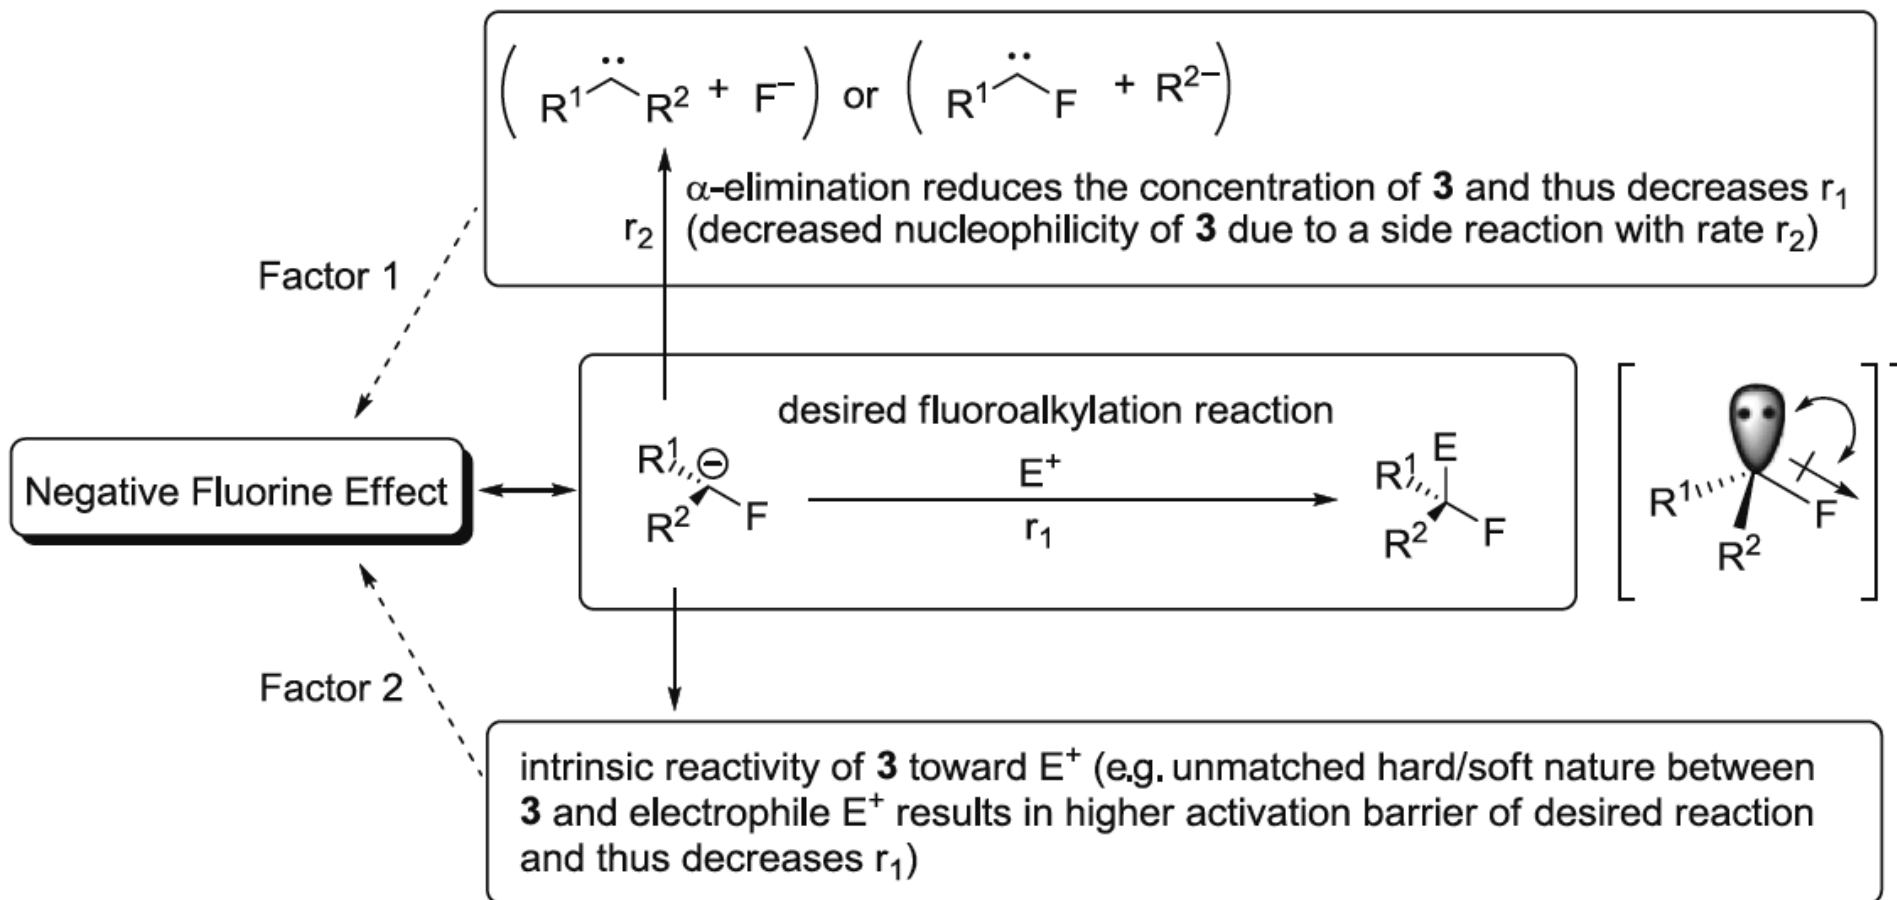 ( R¹ R² + F⁻ ) or ( R¹ F + R²⁻ )
α-elimination reduces the concentration of 3 and thus decreases r₁
r₂ (decreased nucleophilicity of 3 due to a side reaction with rate r₂)
Factor 1
desired fluoroalkylation reaction
Negative Fluorine Effect
R¹ ⊖ R² F
E⁺
r₁
R¹ E R² F
[ R¹ R² F ]⁻
Factor 2
intrinsic reactivity of 3 toward E⁺ (e.g. unmatched hard/soft nature between
3 and electrophile E⁺ results in higher activation barrier of desired reaction
and thus decreases r₁)